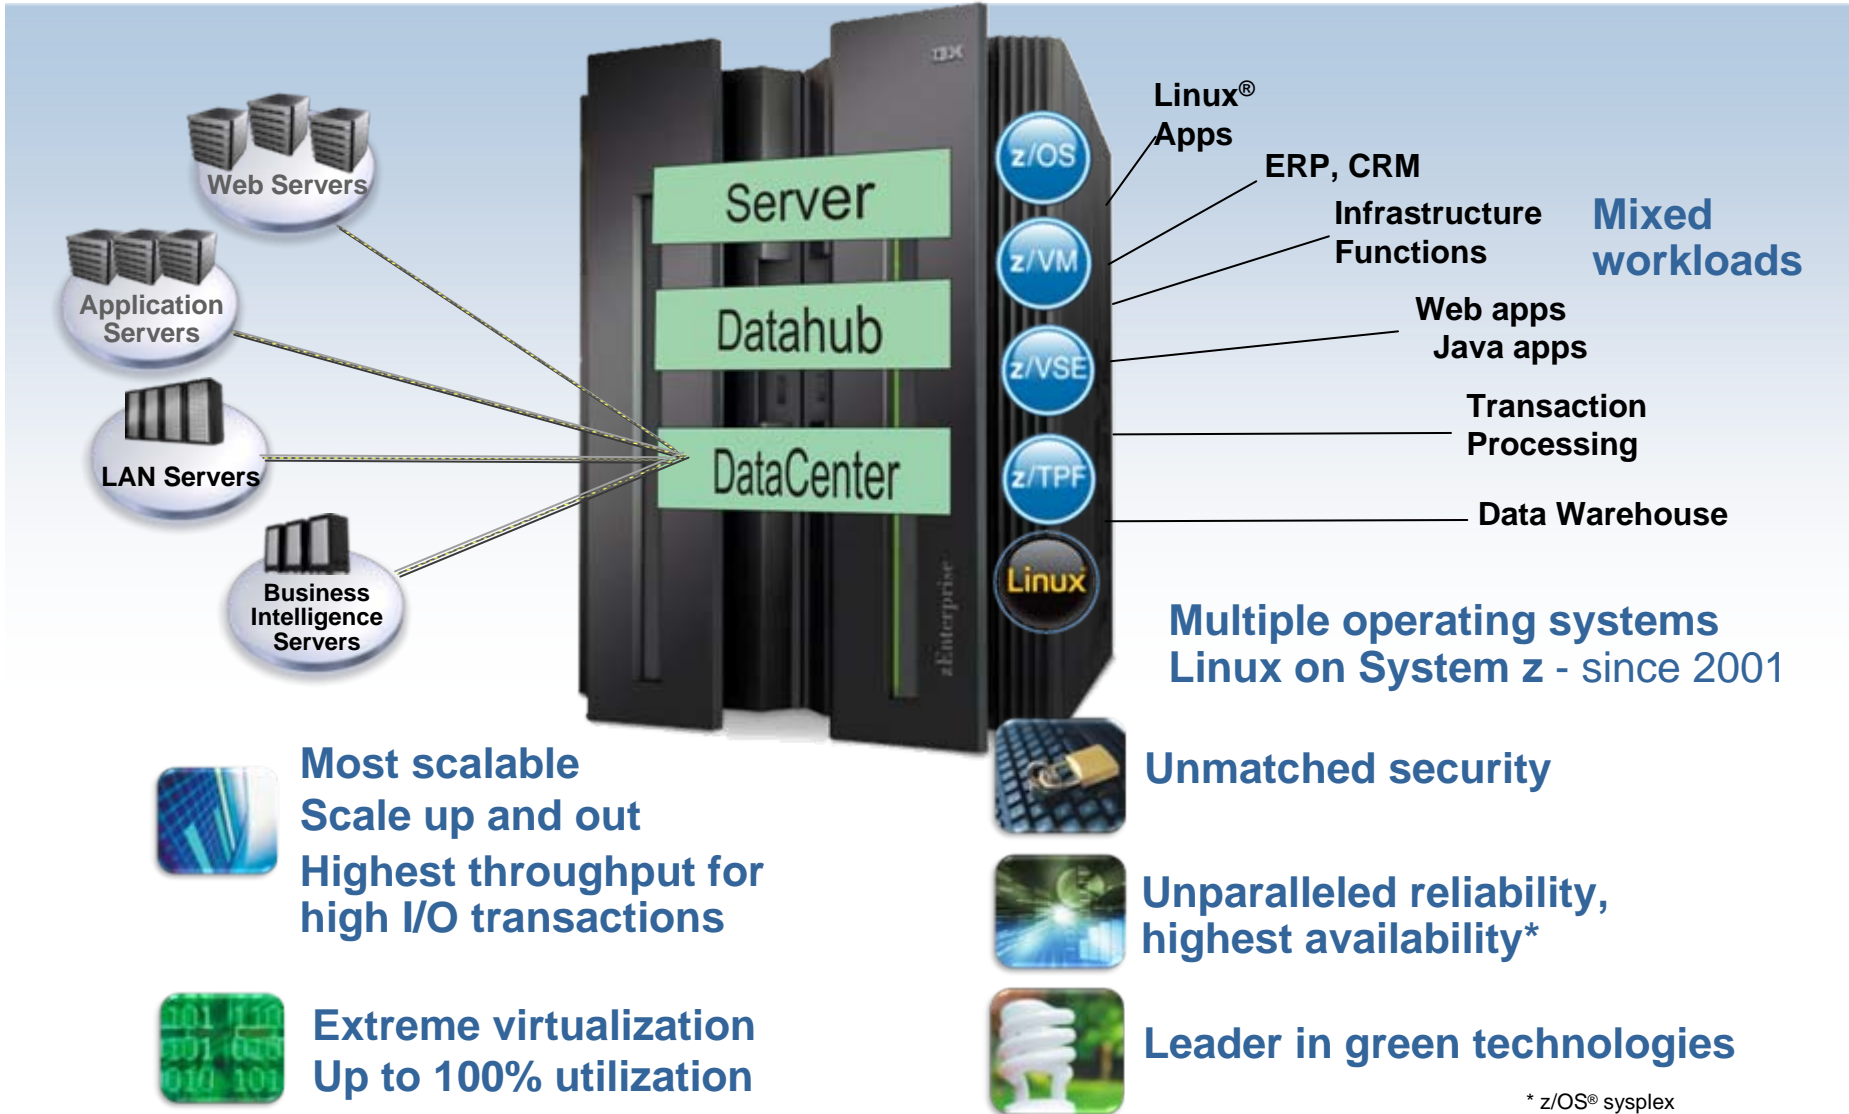 IBM
Web Servers
Application
Servers
LAN Servers
Business
Intelligence
Servers
Server
Datahub
DataCenter
zEnterprise
z/OS
z/VM
z/VSE
z/TPF
Linux
Linux®
Apps
ERP, CRM
Infrastructure
Functions
Mixed
workloads
Web apps
Java apps
Transaction
Processing
Data Warehouse
Multiple operating systems
Linux on System z - since 2001
Most scalable
Scale up and out
Highest throughput for
high I/O transactions
Extreme virtualization
Up to 100% utilization
Unmatched security
Unparalleled reliability,
highest availability*
Leader in green technologies
* z/OS® sysplex